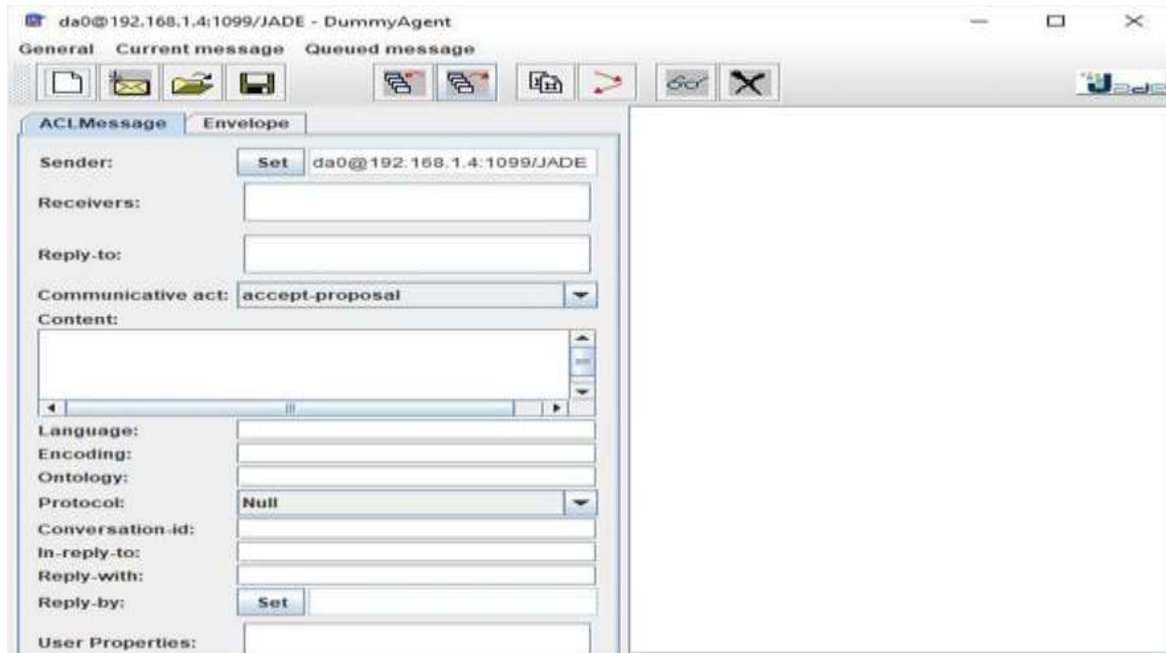 da0@192.168.1.4:1099/JADE - DummyAgent
General Current message Queued message
Jade
ACLMessage Envelope
Sender: Set da0@192.168.1.4:1099/JADE
Receivers:
Reply-to:
Communicative act: accept-proposal
Content:
Language:
Encoding:
Ontology:
Protocol: Null
Conversation-id:
In-reply-to:
Reply-with:
Reply-by: Set
User Properties: